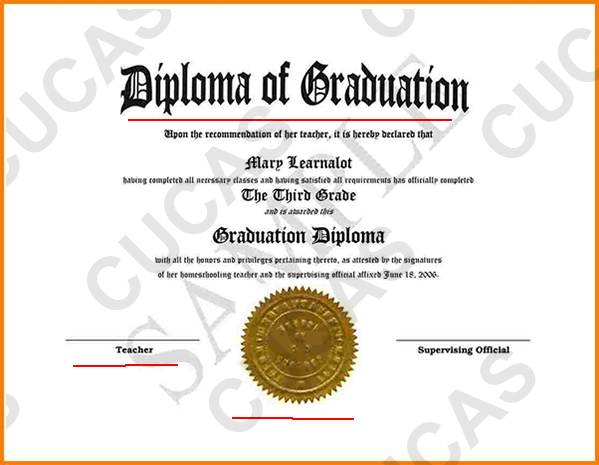 Diploma of Graduation
Upon the recommendation of her teacher, it is hereby declared that
Mary Learnalot
having completed all necessary classes and having satisfied all requirements has officially completed
The Third Grade
and is awarded this
Graduation Diploma
with all the honors and privileges pertaining thereto, as attested by the signatures
of her homeschooling teacher and the supervising official affixed June 18, 2006.
Teacher
Supervising Official
SAMPLE
CUCAS
CUCAS
CUCAS
CUCAS
CUCAS